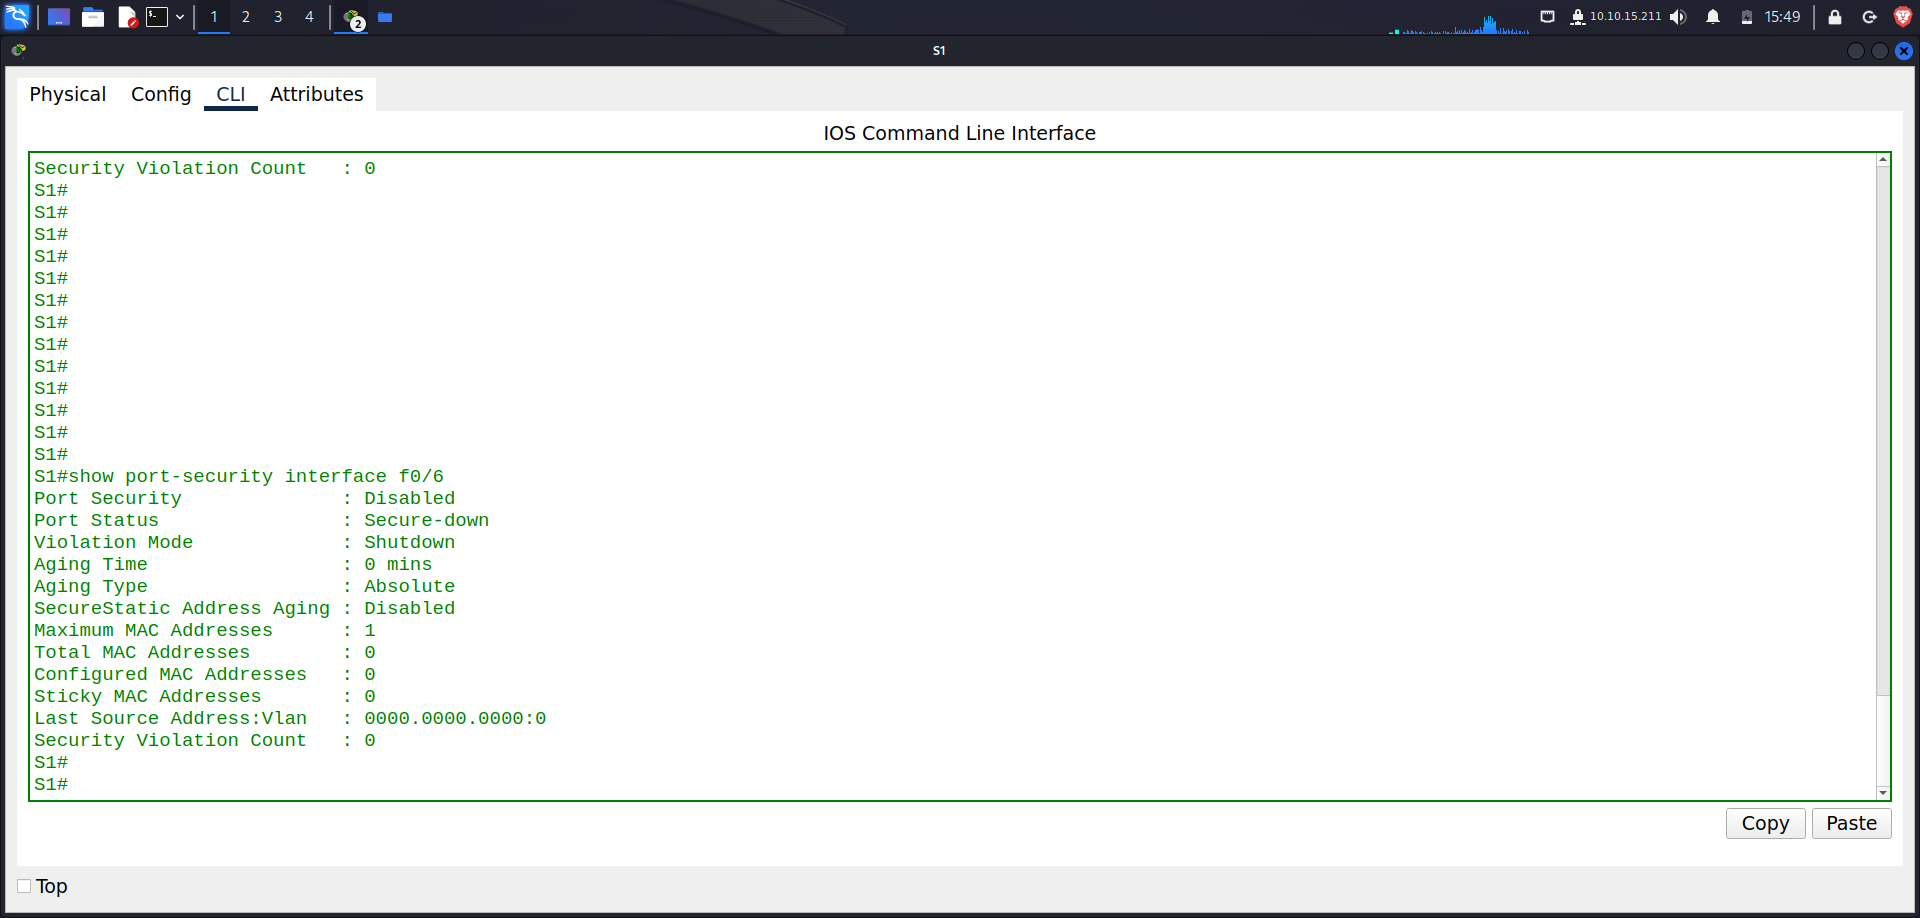 1 2 3 4 2 10.10.15.211 15:49
S1
Physical Config CLI Attributes
IOS Command Line Interface
Security Violation Count   : 0
S1#
S1#
S1#
S1#
S1#
S1#
S1#
S1#
S1#
S1#
S1#
S1#
S1#
S1#show port-security interface f0/6
Port Security              : Disabled
Port Status                : Secure-down
Violation Mode             : Shutdown
Aging Time                 : 0 mins
Aging Type                 : Absolute
SecureStatic Address Aging : Disabled
Maximum MAC Addresses      : 1
Total MAC Addresses        : 0
Configured MAC Addresses   : 0
Sticky MAC Addresses       : 0
Last Source Address:Vlan   : 0000.0000.0000:0
Security Violation Count   : 0
S1#
S1#
Copy Paste
Top